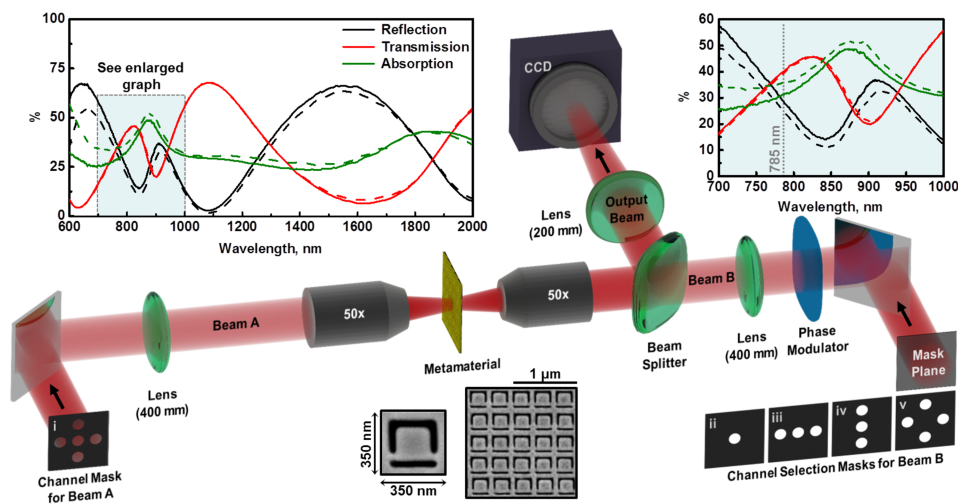 100
75
50
25
0
%
Reflection
Transmission
Absorption
See enlarged
graph
600
800
1000
1200
1400
1600
1800
2000
Wavelength, nm
CCD
60
50
40
30
20
10
0
%
785 nm
700
750
800
850
900
950
1000
Wavelength, nm
Lens
(200 mm)
Output
Beam
Beam A
50x
50x
Beam B
Lens
(400 mm)
Metamaterial
Beam
Splitter
Lens
(400 mm)
Phase
Modulator
Mask
Plane
i
Channel Mask
for Beam A
350 nm
350 nm
1 µm
ii
iii
iv
v
Channel Selection Masks for Beam B